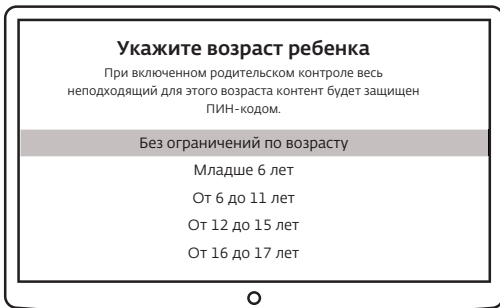 Укажите возраст ребенка
При включенном родительском контроле весь
неподходящий для этого возраста контент будет защищен
ПИН-кодом.
Без ограничений по возрасту
Младше 6 лет
От 6 до 11 лет
От 12 до 15 лет
От 16 до 17 лет